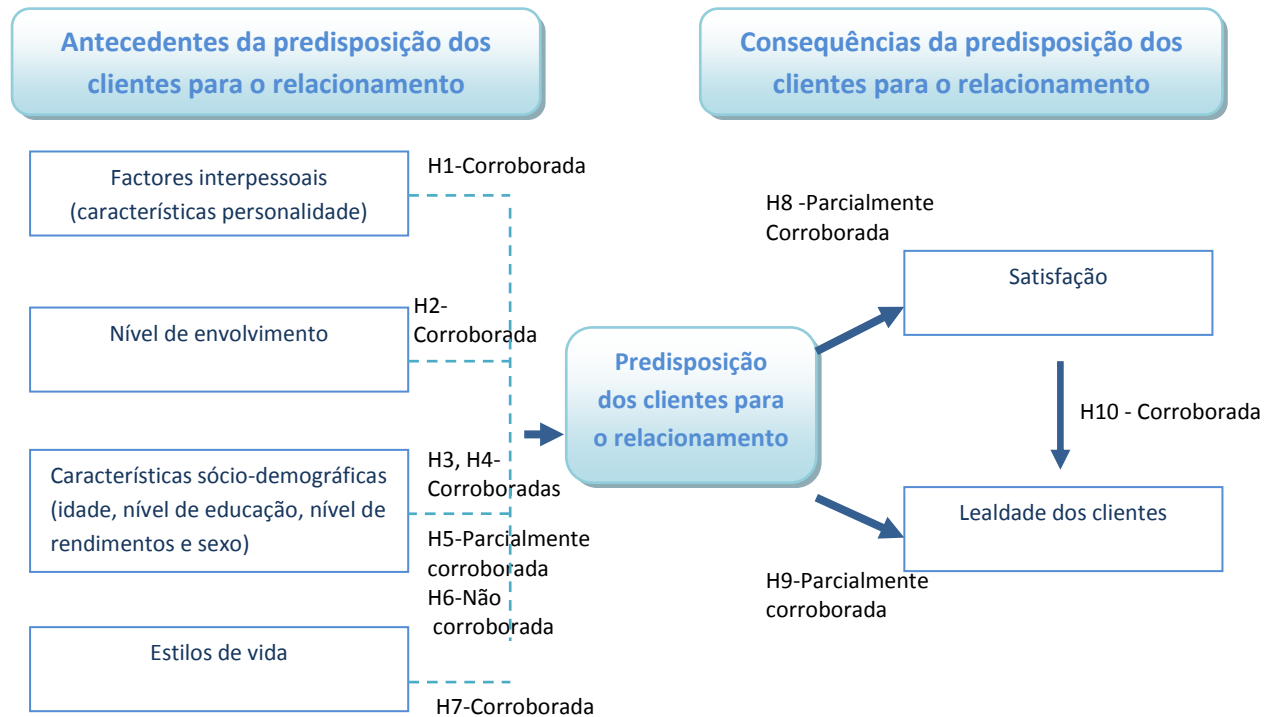 Antecedentes da predisposição dos
clientes para o relacionamento
Consequências da predisposição dos
clientes para o relacionamento
Factores interpessoais
(características personalidade)
H1-Corroborada
Nível de envolvimento
H2-
Corroborada
Características sócio-demográficas
(idade, nível de educação, nível de
rendimentos e sexo)
H3, H4-
Corroboradas
H5-Parcialmente
corroborada
H6-Não
corroborada
Estilos de vida
H7-Corroborada
Predisposição
dos clientes para
o relacionamento
H8 -Parcialmente
Corroborada
Satisfação
H10 - Corroborada
Lealdade dos clientes
H9-Parcialmente
corroborada